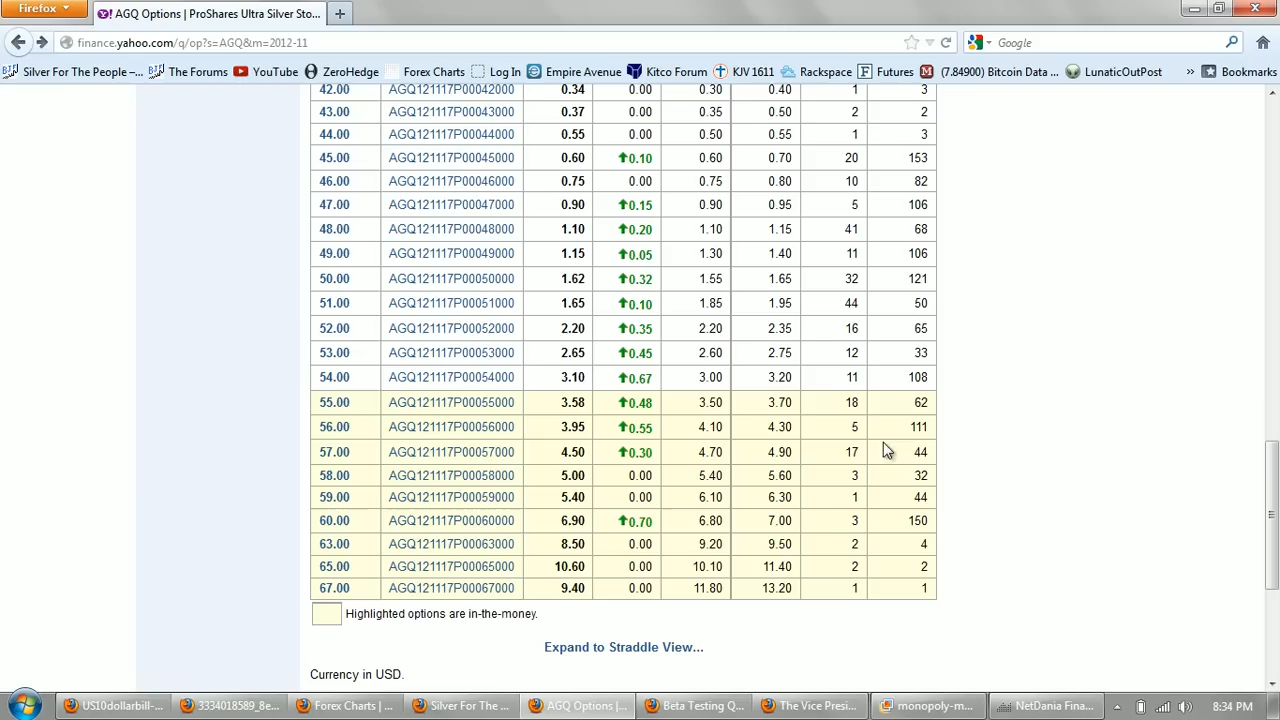 Firefox
AGQ Options | ProShares Ultra Silver Sto...
finance.yahoo.com/q/op?s=AGQ&m=2012-11
Google
Silver For The People –...
The Forums
YouTube
ZeroHedge
Forex Charts
Log In
Empire Avenue
Kitco Forum
KJV 1611
Rackspace
Futures
(7.84900) Bitcoin Data ...
LunaticOutPost
»
Bookmarks
42.00 AGQ121117P00042000 0.34 0.00 0.30 0.40 1 3
43.00 AGQ121117P00043000 0.37 0.00 0.35 0.50 2 2
44.00 AGQ121117P00044000 0.55 0.00 0.50 0.55 1 3
45.00 AGQ121117P00045000 0.60 0.10 0.60 0.70 20 153
46.00 AGQ121117P00046000 0.75 0.00 0.75 0.80 10 82
47.00 AGQ121117P00047000 0.90 0.15 0.90 0.95 5 106
48.00 AGQ121117P00048000 1.10 0.20 1.10 1.15 41 68
49.00 AGQ121117P00049000 1.15 0.05 1.30 1.40 11 106
50.00 AGQ121117P00050000 1.62 0.32 1.55 1.65 32 121
51.00 AGQ121117P00051000 1.65 0.10 1.85 1.95 44 50
52.00 AGQ121117P00052000 2.20 0.35 2.20 2.35 16 65
53.00 AGQ121117P00053000 2.65 0.45 2.60 2.75 12 33
54.00 AGQ121117P00054000 3.10 0.67 3.00 3.20 11 108
55.00 AGQ121117P00055000 3.58 0.48 3.50 3.70 18 62
56.00 AGQ121117P00056000 3.95 0.55 4.10 4.30 5 111
57.00 AGQ121117P00057000 4.50 0.30 4.70 4.90 17 44
58.00 AGQ121117P00058000 5.00 0.00 5.40 5.60 3 32
59.00 AGQ121117P00059000 5.40 0.00 6.10 6.30 1 44
60.00 AGQ121117P00060000 6.90 0.70 6.80 7.00 3 150
63.00 AGQ121117P00063000 8.50 0.00 9.20 9.50 2 4
65.00 AGQ121117P00065000 10.60 0.00 10.10 11.40 2 2
67.00 AGQ121117P00067000 9.40 0.00 11.80 13.20 1 1
Highlighted options are in-the-money.
Expand to Straddle View...
Currency in USD.
US10dollarbill-...
3334018589_8e...
Forex Charts | ...
Silver For The ...
AGQ Options |...
Beta Testing Q...
The Vice Presi...
monopoly-m...
NetDania Fina...
8:34 PM